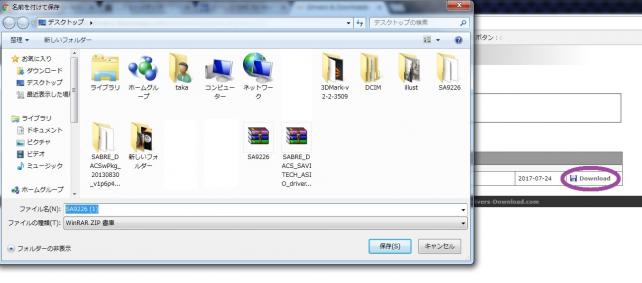 名前を付けて保存
デスクトップ
デスクトップの検索
整理 新しいフォルダー
お気に入り
ダウンロード
デスクトップ
最近表示した場
ライブラリ
ドキュメント
ピクチャ
ビデオ
ミュージック
ホームグループ
ライブラリ
ホームグループ
taka
コンピューター
ネットワーク
3DMark-v2-2-3509
DCIM
illust
SA9226
SABRE_DACSwPkg_20130830_v1p6p4...
新しいフォルダー
SA9226
SABRE_DACS_SAVITECH_ASIO_driver...
ファイル名(N): SA9226 (1)
ファイルの種類(T): WinRAR ZIP 書庫
フォルダーの非表示
保存(S) キャンセル
ボタン :
2017-07-24 Download
ivers-Download.com